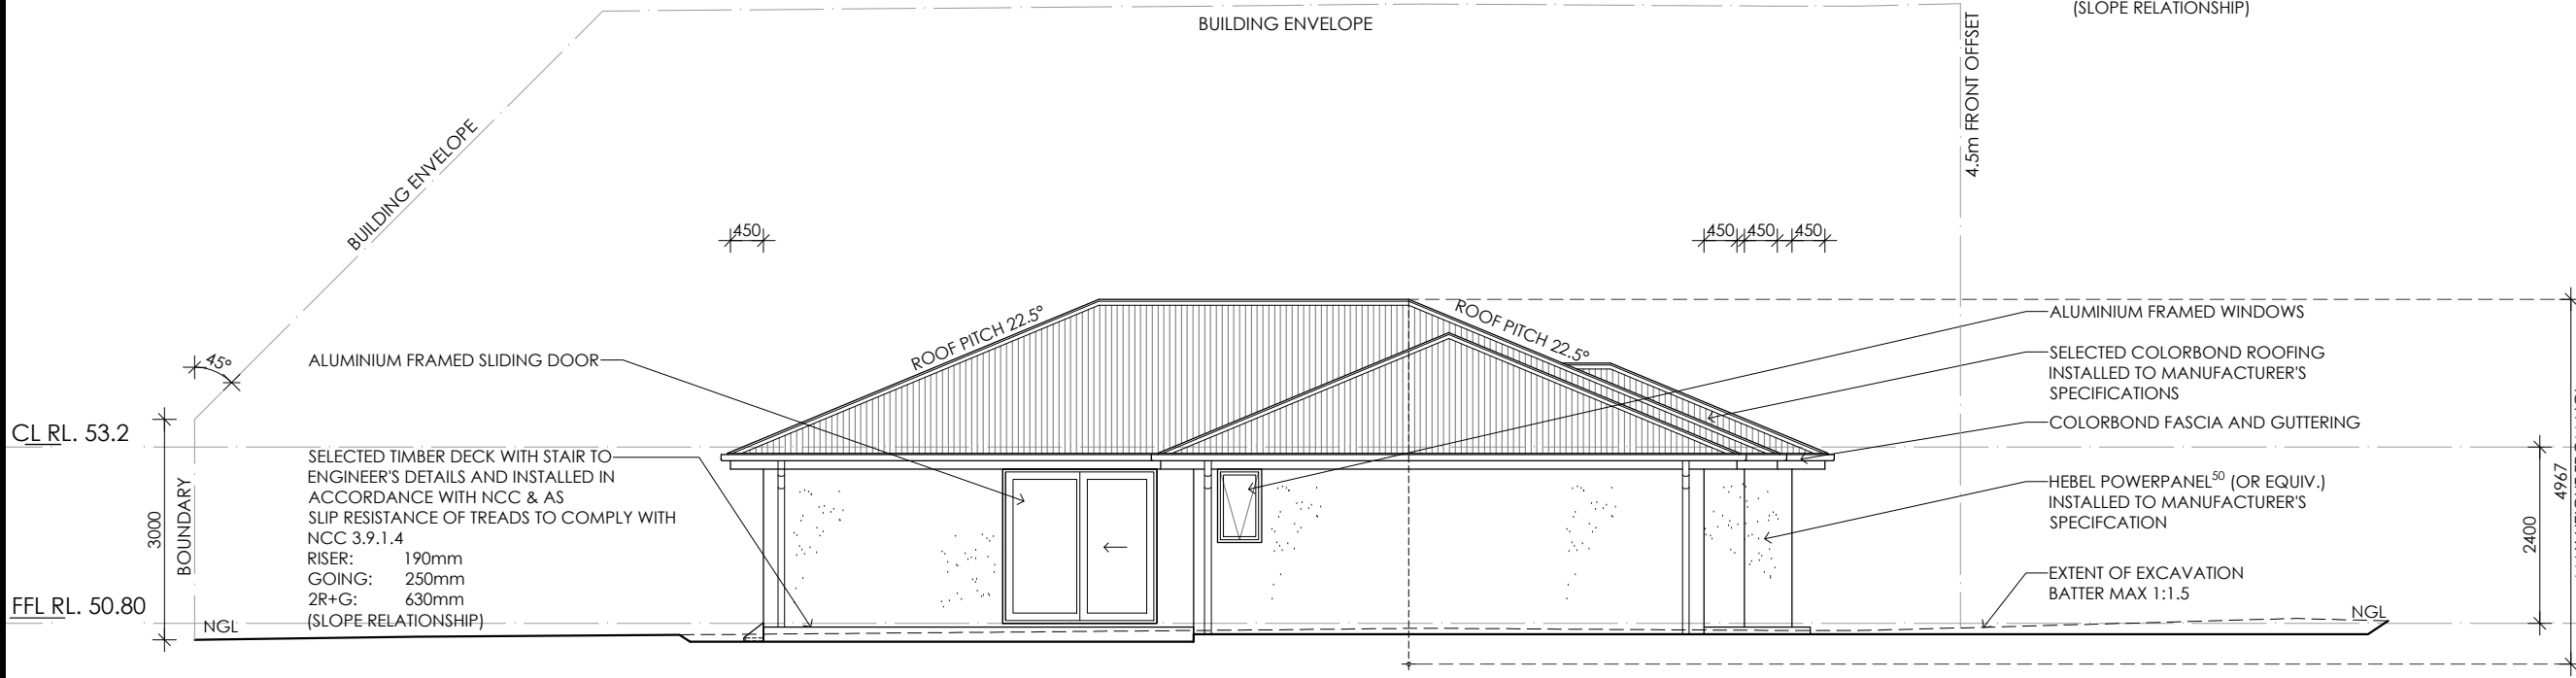 (SLOPE RELATIONSHIP)
BUILDING ENVELOPE
4.5m FRONT OFFSET
BUILDING ENVELOPE
450
450
450
450
ROOF PITCH 22.5°
ROOF PITCH 22.5°
45°
ALUMINIUM FRAMED SLIDING DOOR
ALUMINIUM FRAMED WINDOWS
SELECTED COLORBOND ROOFING
INSTALLED TO MANUFACTURER'S
SPECIFICATIONS
COLORBOND FASCIA AND GUTTERING
CL RL. 53.2
SELECTED TIMBER DECK WITH STAIR TO
ENGINEER'S DETAILS AND INSTALLED IN
ACCORDANCE WITH NCC & AS
SLIP RESISTANCE OF TREADS TO COMPLY WITH
NCC 3.9.1.4
RISER: 190mm
GOING: 250mm
2R+G: 630mm
(SLOPE RELATIONSHIP)
3000
BOUNDARY
HEBEL POWERPANEL⁵⁰ (OR EQUIV.)
INSTALLED TO MANUFACTURER'S
SPECIFCATION
2400
4967
EXTENT OF EXCAVATION
BATTER MAX 1:1.5
FFL RL. 50.80
NGL
NGL